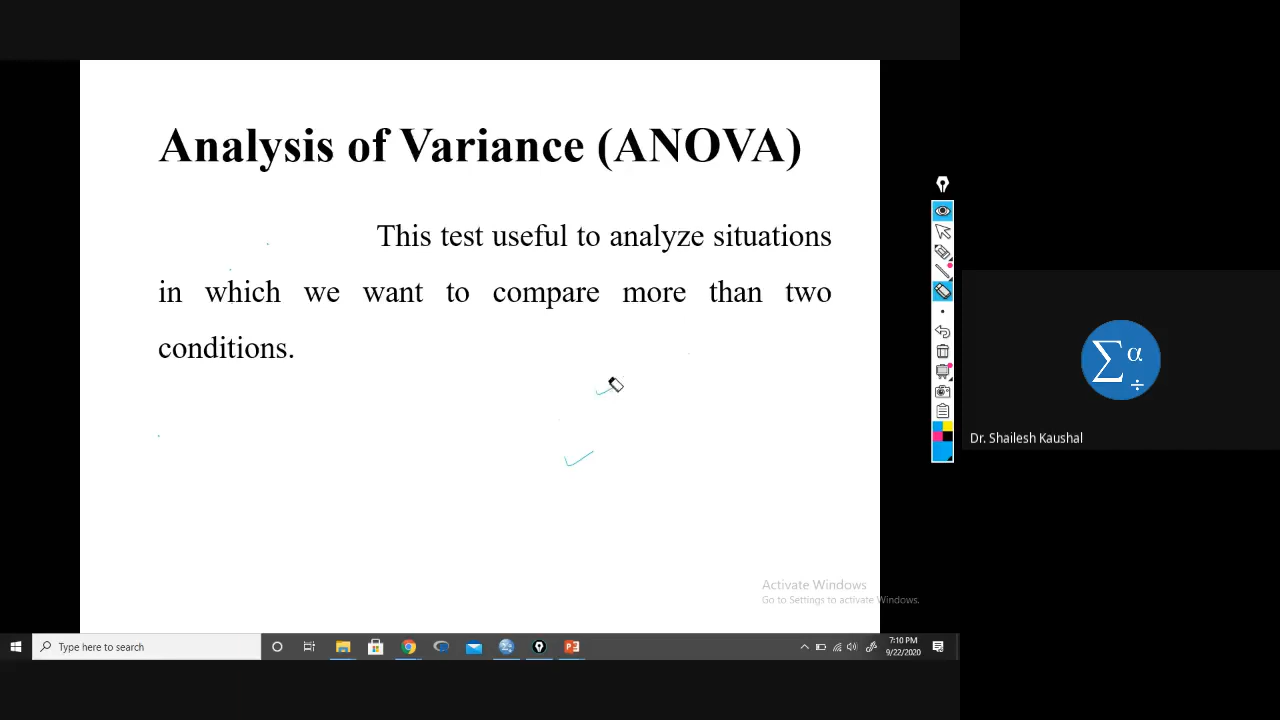 Analysis of Variance (ANOVA)
This test useful to analyze situations
in which we want to compare more than two
conditions.
Σ α ÷
Dr. Shailesh Kaushal
Activate Windows
Go to Settings to activate Windows.
Type here to search
7:10 PM
9/22/2020